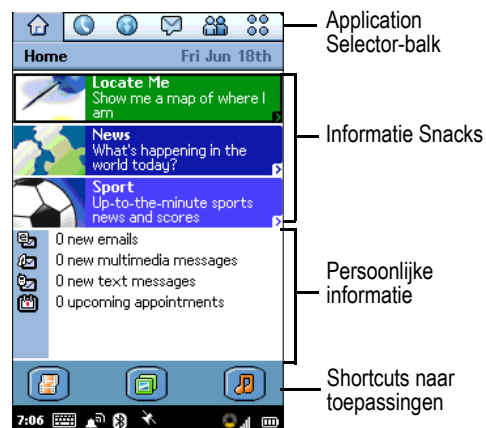 Application
Selector-balk
Home Fri Jun 18th
Locate Me
Show me a map of where I
am
News
What's happening in the
world today?
Informatie Snacks
Sport
Up-to-the-minute sports
news and scores
0 new emails
0 new multimedia messages
0 new text messages
0 upcoming appointments
Persoonlijke
informatie
Shortcuts naar
toepassingen
7:06